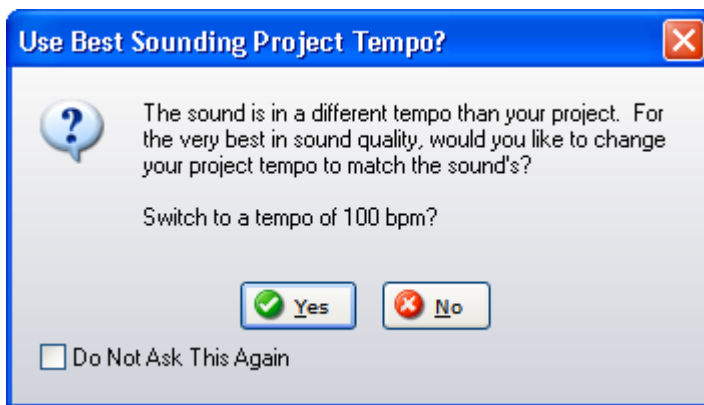 Use Best Sounding Project Tempo?
The sound is in a different tempo than your project. For
the very best in sound quality, would you like to change
your project tempo to match the sound's?
Switch to a tempo of 100 bpm?
Yes No
Do Not Ask This Again